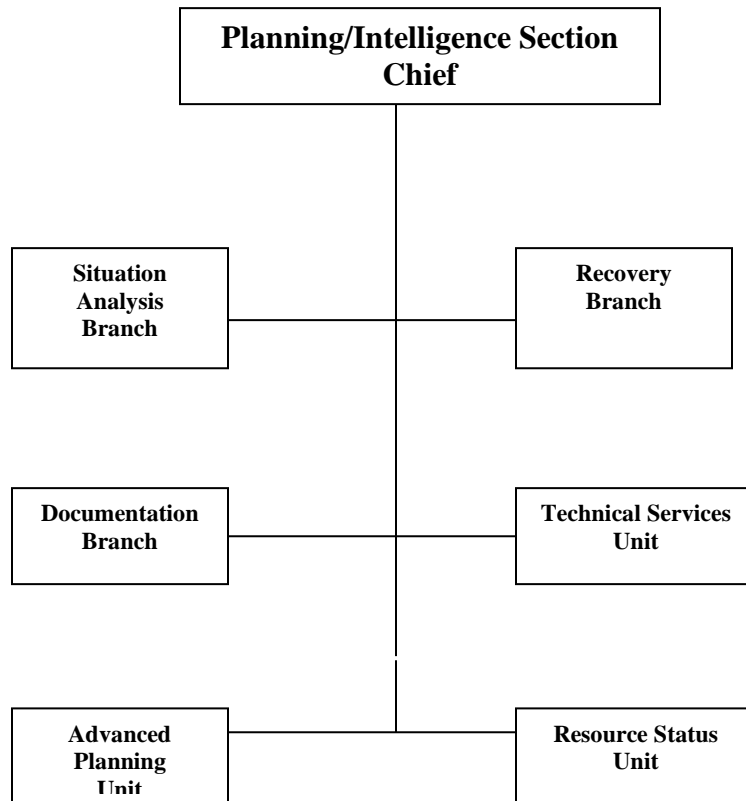 Planning/Intelligence Section
Chief
Situation
Analysis
Branch
Recovery
Branch
Documentation
Branch
Technical Services
Unit
Advanced
Planning
Unit
Resource Status
Unit